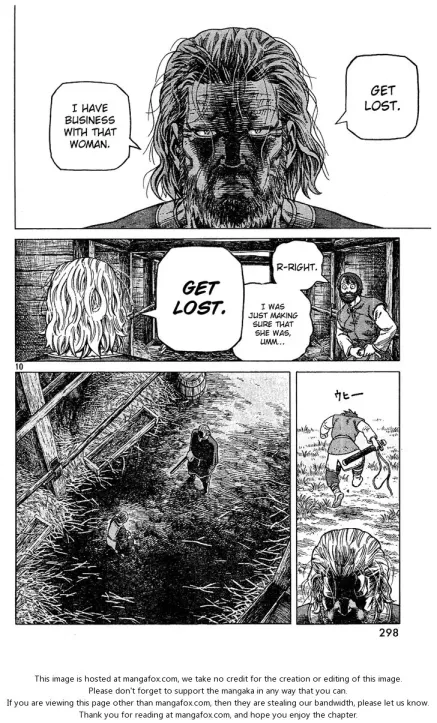 GET
LOST.
I HAVE
BUSINESS
WITH THAT
WOMAN.
R-RIGHT.
I WAS
JUST MAKING
SURE THAT
SHE WAS,
UMM...
GET
LOST.
10
ウヒー
298
This image is hosted at mangafox.com, we take no credit for the creation or editing of this image.
Please don't forget to support the mangaka in any way that you can.
If you are viewing this page other than mangafox.com, then they are stealing our bandwidth, please let us know.
Thank you for reading at mangafox.com, and hope you enjoy the chapter.